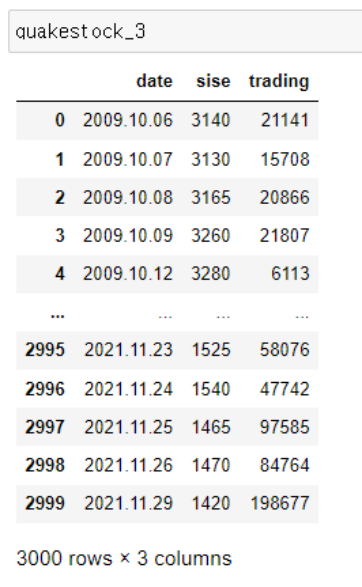 quakestock_3
date sise trading
0 2009.10.06 3140 21141
1 2009.10.07 3130 15708
2 2009.10.08 3165 20866
3 2009.10.09 3260 21807
4 2009.10.12 3280 6113
... ... ... ...
2995 2021.11.23 1525 58076
2996 2021.11.24 1540 47742
2997 2021.11.25 1465 97585
2998 2021.11.26 1470 84764
2999 2021.11.29 1420 198677
3000 rows × 3 columns